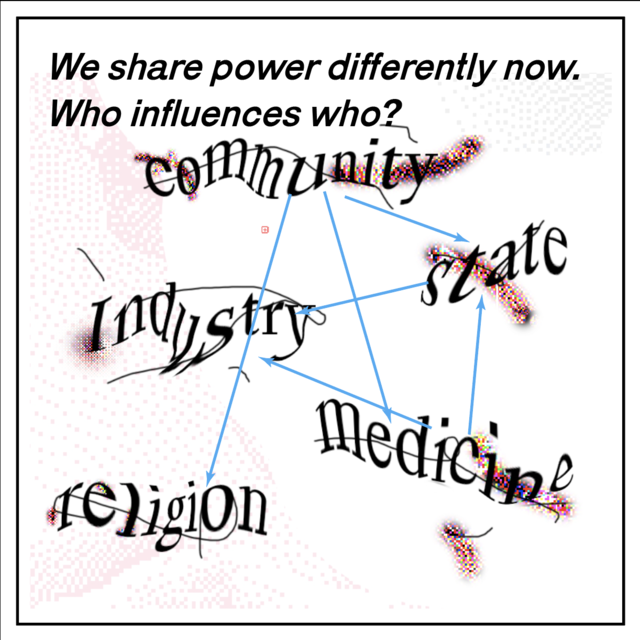 We share power differently now.
Who influences who?
community
state
Industry
medicine
religion